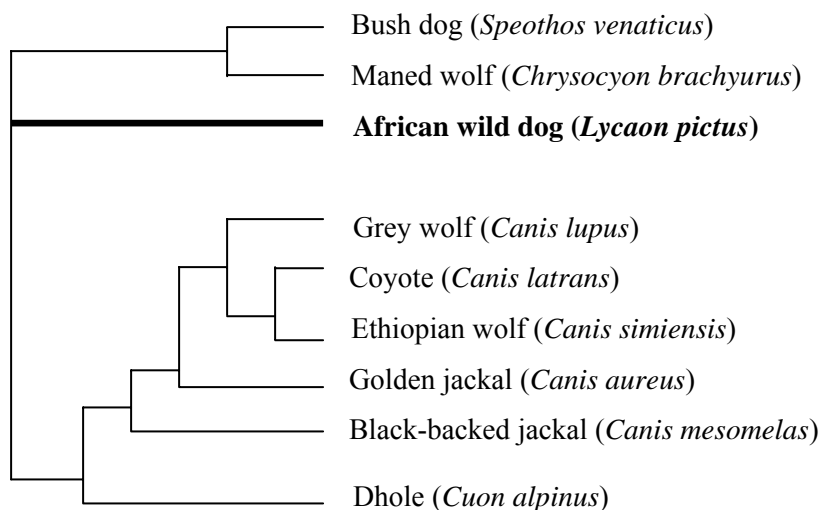 Bush dog (Speothos venaticus)
Maned wolf (Chrysocyon brachyurus)
African wild dog (Lycaon pictus)
Grey wolf (Canis lupus)
Coyote (Canis latrans)
Ethiopian wolf (Canis simiensis)
Golden jackal (Canis aureus)
Black-backed jackal (Canis mesomelas)
Dhole (Cuon alpinus)